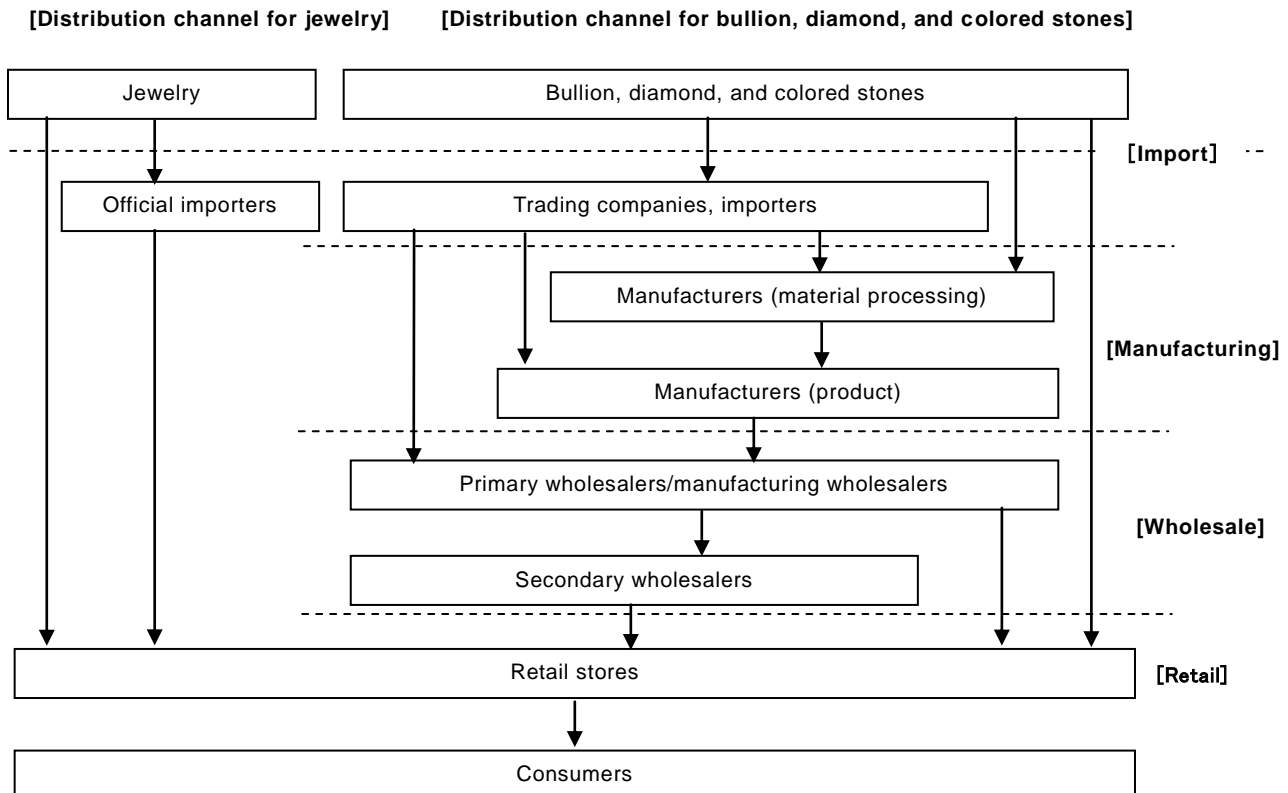 [Distribution channel for jewelry]
[Distribution channel for bullion, diamond, and colored stones]
Jewelry
Bullion, diamond, and colored stones
[Import]
Official importers
Trading companies, importers
Manufacturers (material processing)
[Manufacturing]
Manufacturers (product)
Primary wholesalers/manufacturing wholesalers
[Wholesale]
Secondary wholesalers
Retail stores
[Retail]
Consumers